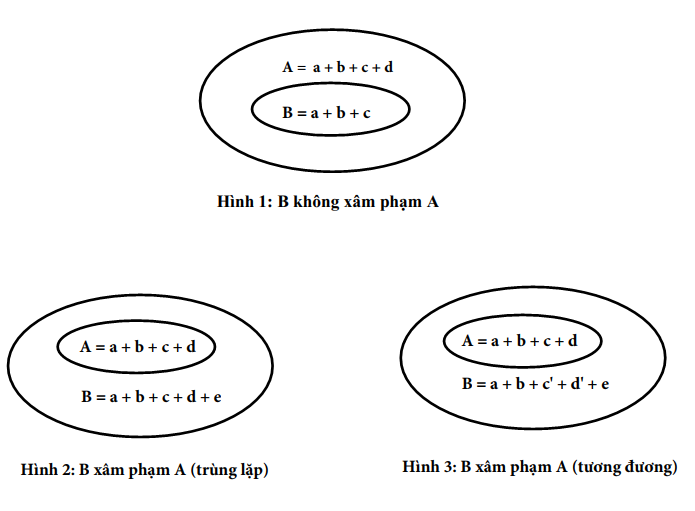 A = a + b + c + d
B = a + b + c
Hình 1: B không xâm phạm A
A = a + b + c + d
B = a + b + c + d + e
Hình 2: B xâm phạm A (trùng lặp)
A = a + b + c + d
B = a + b + c' + d' + e
Hình 3: B xâm phạm A (tương đương)